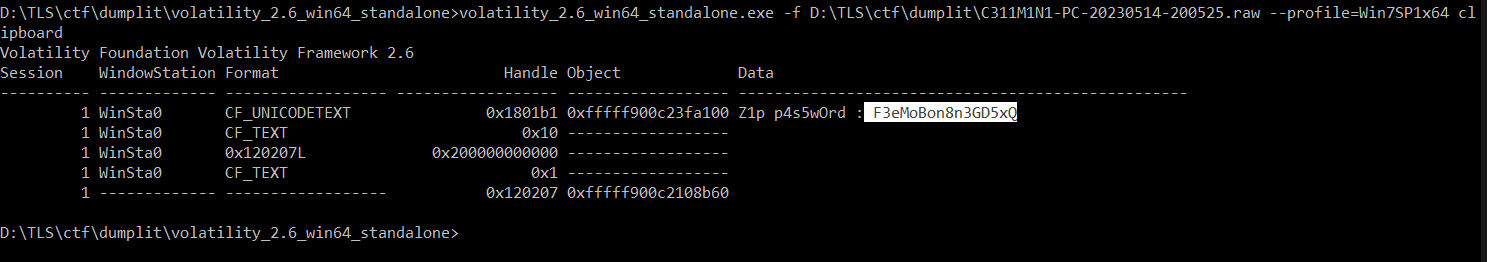 D:\TLS\ctf\dumplit\volatility_2.6_win64_standalone>volatility_2.6_win64_standalone.exe -f D:\TLS\ctf\dumplit\C311M1N1-PC-20230514-200525.raw --profile=Win7SP1x64 cl
ipboard
Volatility Foundation Volatility Framework 2.6
Session    WindowStation Format                         Handle Object             Data
---------- ------------- ------------------ ------------------ ------------------ --------------------------------------------------
         1 WinSta0       CF_UNICODETEXT               0x1801b1 0xfffff900c23fa100 Z1p p4s5wOrd : F3eMoBon8n3GD5xQ
         1 WinSta0       CF_TEXT                          0x10 ------------------
         1 WinSta0       0x120207L              0x200000000000 ------------------
         1 WinSta0       CF_TEXT                           0x1 ------------------
         1 ------------- ------------------           0x120207 0xfffff900c2108b60
D:\TLS\ctf\dumplit\volatility_2.6_win64_standalone>